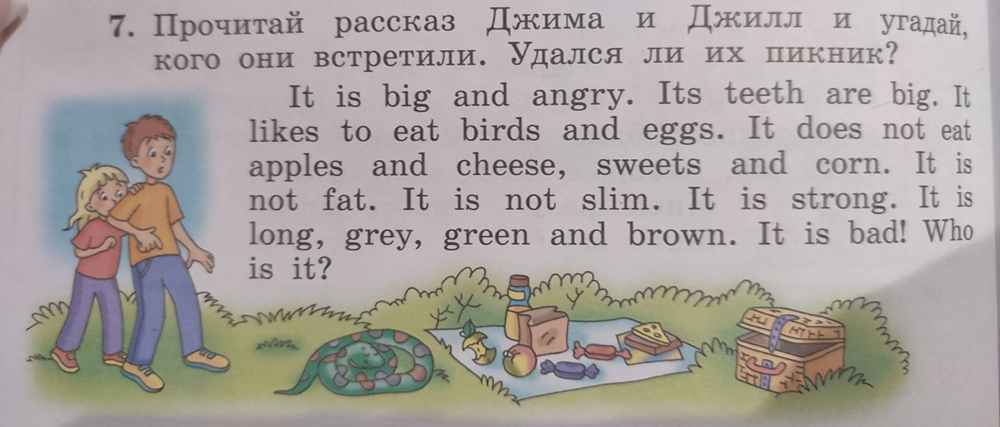 7. Прочитай рассказ Джима и Джилл и угадай,
кого они встретили. Удался ли их пикник?
It is big and angry. Its teeth are big. It
likes to eat birds and eggs. It does not eat
apples and cheese, sweets and corn. It is
not fat. It is not slim. It is strong. It is
long, grey, green and brown. It is bad! Who
is it?